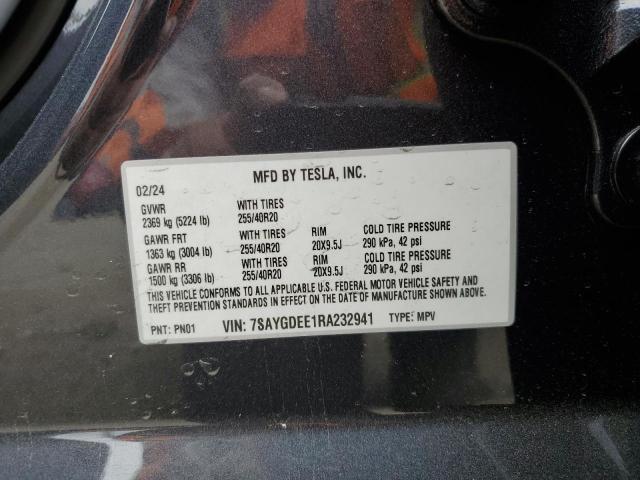 MFD BY TESLA, INC.
02/24
GVWR WITH TIRES
2369 kg (5224 lb) 255/40R20
GAWR FRT WITH TIRES RIM COLD TIRE PRESSURE
1363 kg (3004 lb) 255/40R20 20X9.5J 290 kPa, 42 psi
GAWR RR WITH TIRES RIM COLD TIRE PRESSURE
1500 kg (3306 lb) 255/40R20 20X9.5J 290 kPa, 42 psi
THIS VEHICLE CONFORMS TO ALL APPLICABLE U.S. FEDERAL MOTOR VEHICLE SAFETY AND
THEFT PREVENTION STANDARDS IN EFFECT ON THE DATE OF MANUFACTURE SHOWN ABOVE.
PNT: PN01 VIN: 7SAYGDEE1RA232941 TYPE: MPV